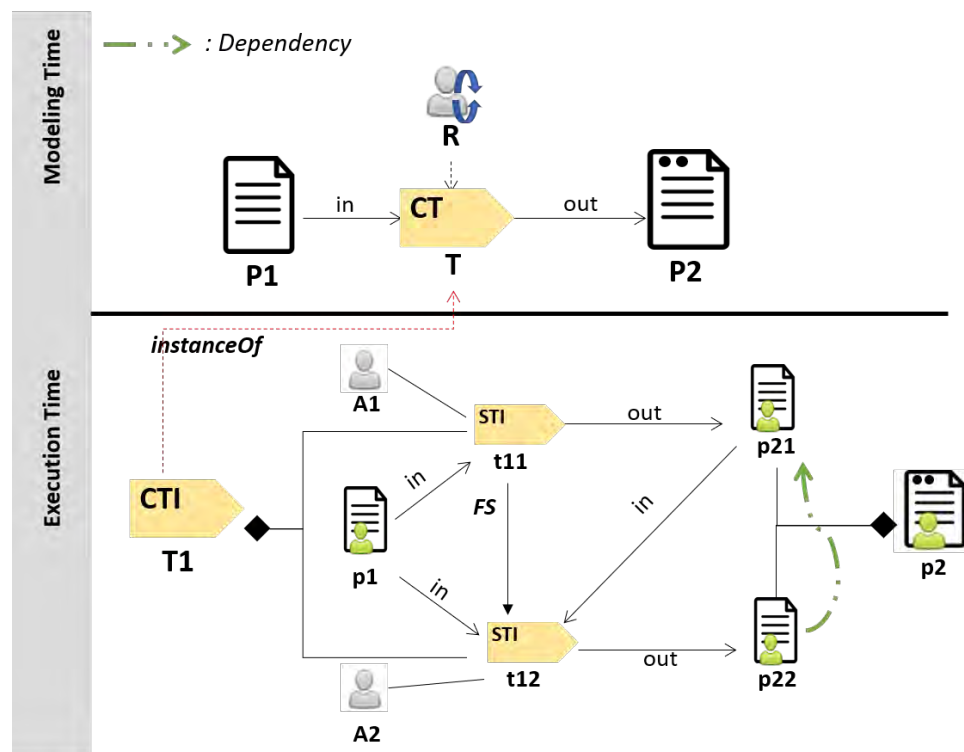 Modeling Time
: Dependency
R
in
CT
out
P1
T
P2
Execution Time
instanceOf
A1
STI
out
t11
p21
in
FS
in
CTI
T1
p1
p2
in
STI
out
t12
p22
A2